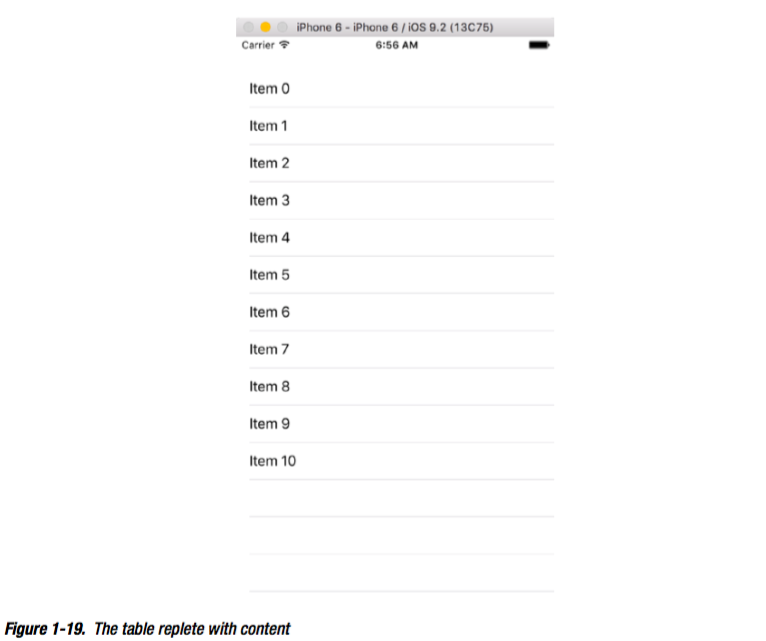 iPhone 6 - iPhone 6 / iOS 9.2 (13C75)
Carrier 6:56 AM
Item 0
Item 1
Item 2
Item 3
Item 4
Item 5
Item 6
Item 7
Item 8
Item 9
Item 10
Figure 1-19. The table replete with content